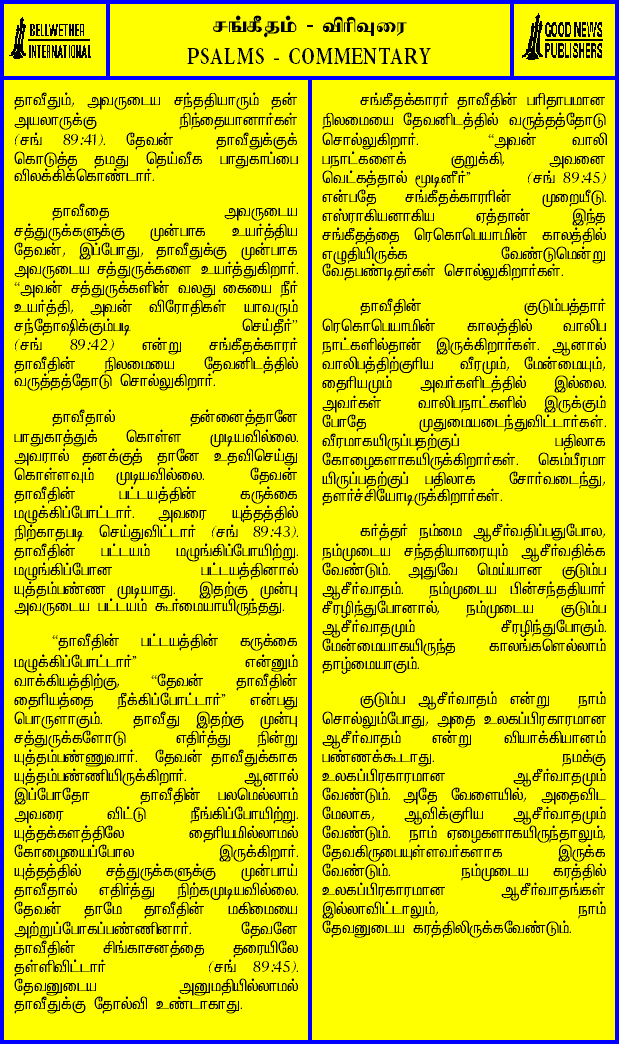 BELLWETHER
INTERNATIONAL
சங்கீதம் - விரிவுரை
PSALMS - COMMENTARY
GOOD NEWS
PUBLISHERS
தாவீதும், அவருடைய சந்ததியாரும் தன்
அயலாருக்கு நிந்தையானார்கள்
(சங் 89:41). தேவன் தாவீதுக்குக்
கொடுத்த தமது தெய்வீக பாதுகாப்பை
விலக்கிக்கொண்டார்.
தாவீதை அவருடைய
சத்துருக்களுக்கு முன்பாக உயர்த்திய
தேவன், இப்போது, தாவீதுக்கு முன்பாக
அவருடைய சத்துருக்களை உயர்த்துகிறார்.
“அவன் சத்துருக்களின் வலது கையை நீர்
உயர்த்தி, அவன் விரோதிகள் யாவரும்
சந்தோஷிக்கும்படி செய்தீர்”
(சங் 89:42) என்று சங்கீதக்காரர்
தாவீதின் நிலமையை தேவனிடத்தில்
வருத்தத்தோடு சொல்லுகிறார்.
தாவீதால் தன்னைத்தானே
பாதுகாத்துக் கொள்ள முடியவில்லை.
அவரால் தனக்குத் தானே உதவிசெய்து
கொள்ளவும் முடியவில்லை. தேவன்
தாவீதின் பட்டயத்தின் கருக்கை
மழுக்கிப்போட்டார். அவரை யுத்தத்தில்
நிற்காதபடி செய்துவிட்டார் (சங் 89:43).
தாவீதின் பட்டயம் மழுங்கிப்போயிற்று.
மழுங்கிப்போன பட்டயத்தினால்
யுத்தம்பண்ண முடியாது. இதற்கு முன்பு
அவருடைய பட்டயம் கூர்மையாயிருந்தது.
“தாவீதின் பட்டயத்தின் கருக்கை
மழுக்கிப்போட்டார்” என்னும்
வாக்கியத்திற்கு, “தேவன் தாவீதின்
தைரியத்தை நீக்கிப்போட்டார்” என்பது
பொருளாகும். தாவீது இதற்கு முன்பு
சத்துருக்களோடு எதிர்த்து நின்று
யுத்தம்பண்ணுவார். தேவன் தாவீதுக்காக
யுத்தம்பண்ணியிருக்கிறார். ஆனால்
இப்போதோ தாவீதின் பலமெல்லாம்
அவரை விட்டு நீங்கிப்போயிற்று.
யுத்தக்களத்திலே தைரியமில்லாமல்
கோழையைப்போல இருக்கிறார்.
யுத்தத்தில் சத்துருக்களுக்கு முன்பாய்
தாவீதால் எதிர்த்து நிற்கமுடியவில்லை.
தேவன் தாமே தாவீதின் மகிமையை
அற்றுப்போகப்பண்ணினார். தேவனே
தாவீதின் சிங்காசனத்தை தரையிலே
தள்ளிவிட்டார் (சங் 89:45).
தேவனுடைய அனுமதியில்லாமல்
தாவீதுக்கு தோல்வி உண்டாகாது.
சங்கீதக்காரர் தாவீதின் பரிதாபமான
நிலமையை தேவனிடத்தில் வருத்தத்தோடு
சொல்லுகிறார். “அவன் வாலி
பநாட்களைக் குறுக்கி, அவனை
வெட்கத்தால் மூடினீர்” (சங் 89:45)
என்பதே சங்கீதக்காரரின் முறையீடு.
எஸ்ராகியனாகிய ஏத்தான் இந்த
சங்கீதத்தை ரெகொபெயாமின் காலத்தில்
எழுதியிருக்க வேண்டுமென்று
வேதபண்டிதர்கள் சொல்லுகிறார்கள்.
தாவீதின் குடும்பத்தார்
ரெகொபெயாமின் காலத்தில் வாலிப
நாட்களில்தான் இருக்கிறார்கள். ஆனால்
வாலிபத்திற்குரிய வீரமும், மேன்மையும்,
தைரியமும் அவர்களிடத்தில் இல்லை.
அவர்கள் வாலிபநாட்களில் இருக்கும்
போதே முதுமையடைந்துவிட்டார்கள்.
வீரமாகயிருப்பதற்குப் பதிலாக
கோழைகளாகயிருக்கிறார்கள். கெம்பீரமா
யிருப்பதற்குப் பதிலாக சோர்வடைந்து,
தளர்ச்சியோடிருக்கிறார்கள்.
கர்த்தர் நம்மை ஆசீர்வதிப்பதுபோல,
நம்முடைய சந்ததியாரையும் ஆசீர்வதிக்க
வேண்டும். அதுவே மெய்யான குடும்ப
ஆசீர்வாதம். நம்முடைய பின்சந்ததியார்
சீரழிந்துபோனால், நம்முடைய குடும்ப
ஆசீர்வாதமும் சீரழிந்துபோகும்.
மேன்மையாகயிருந்த காலங்களெல்லாம்
தாழ்மையாகும்.
குடும்ப ஆசீர்வாதம் என்று நாம்
சொல்லும்போது, அதை உலகப்பிரகாரமான
ஆசீர்வாதம் என்று வியாக்கியானம்
பண்ணக்கூடாது. நமக்கு
உலகப்பிரகாரமான ஆசீர்வாதமும்
வேண்டும். அதே வேளையில், அதைவிட
மேலாக, ஆவிக்குரிய ஆசீர்வாதமும்
வேண்டும். நாம் ஏழைகளாகயிருந்தாலும்,
தேவகிருபையுள்ளவர்களாக இருக்க
வேண்டும். நம்முடைய கரத்தில்
உலகப்பிரகாரமான ஆசீர்வாதங்கள்
இல்லாவிட்டாலும், நாம்
தேவனுடைய கரத்திலிருக்கவேண்டும்.